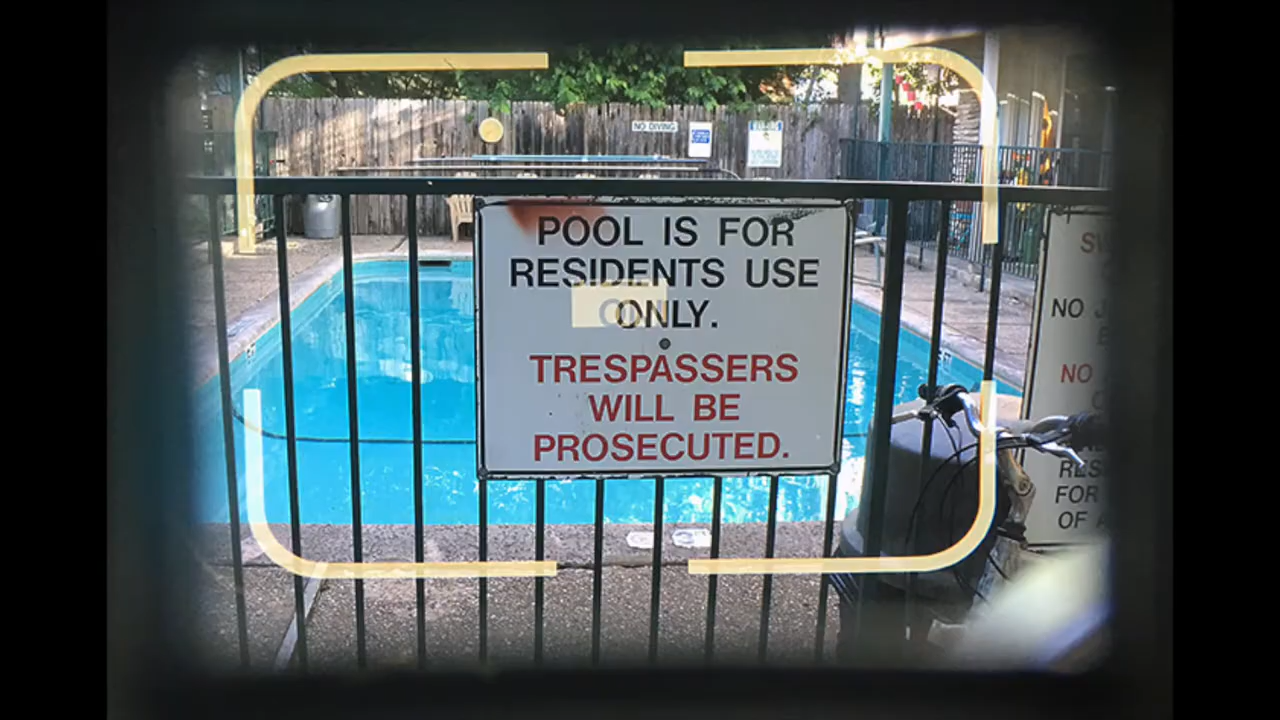 NO DIVING
POOL IS FOR
RESIDENTS USE
ONLY.
TRESPASSERS
WILL BE
PROSECUTED.
NO
NO
FOR
OF